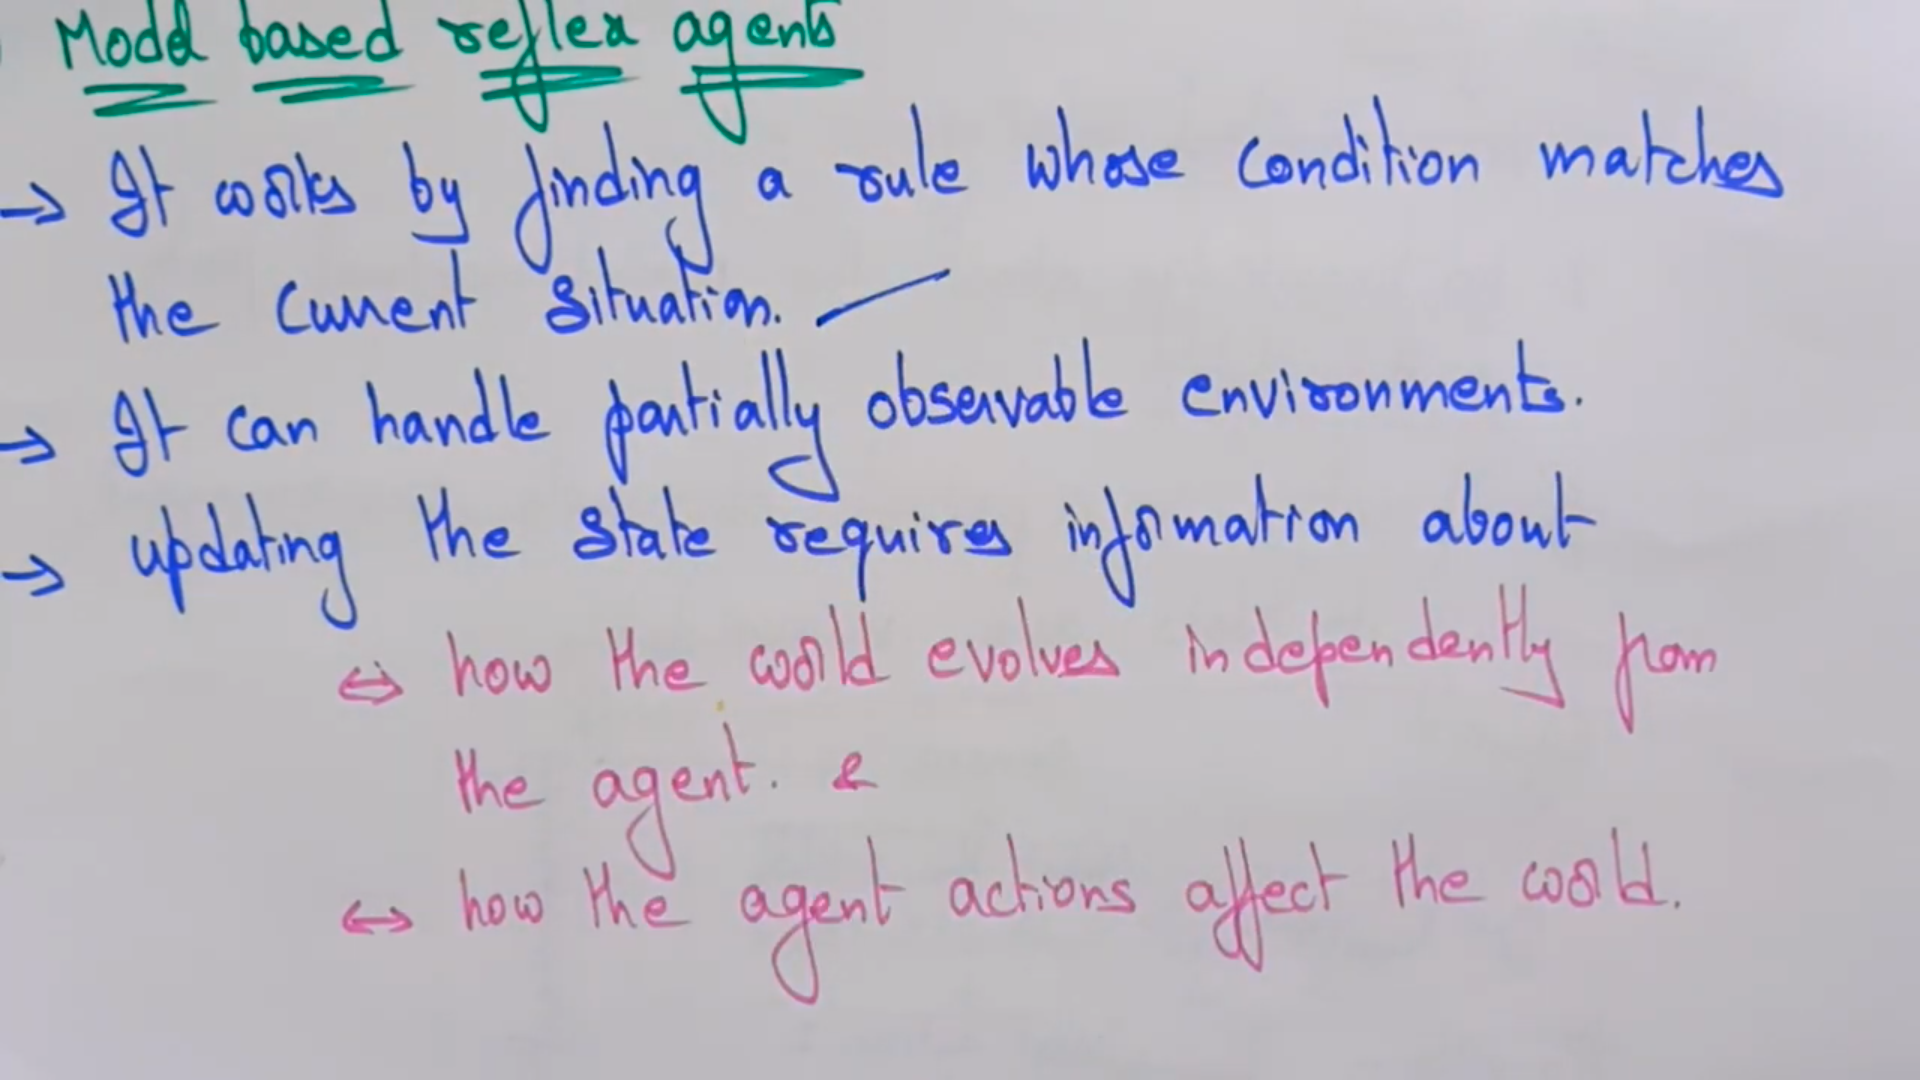 Model based reflex agents
→ It works by finding a rule whose condition matches
the current situation.
→ It can handle partially observable environments.
→ updating the state requires information about
⇔ how the world evolves independently from
the agent. &
⇔ how the agent actions affect the world.